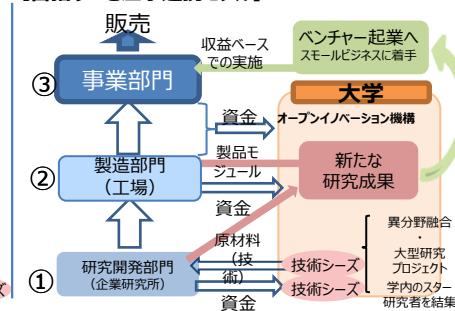 販売
③
事業部門
収益ベース
での実施
ベンチャー起業へ
スモールビジネスに着手
大学
オープンイノベーション機構
資金
②
製造部門
（工場）
製品モ
ジュール
資金
新たな
研究成果
原材料
（技
術）
①
研究開発部門
（企業研究所）
技術シーズ
技術シーズ
資金
異分野融合
・
大型研究
プロジェクト
学内のスター
研究者を結集
ズ